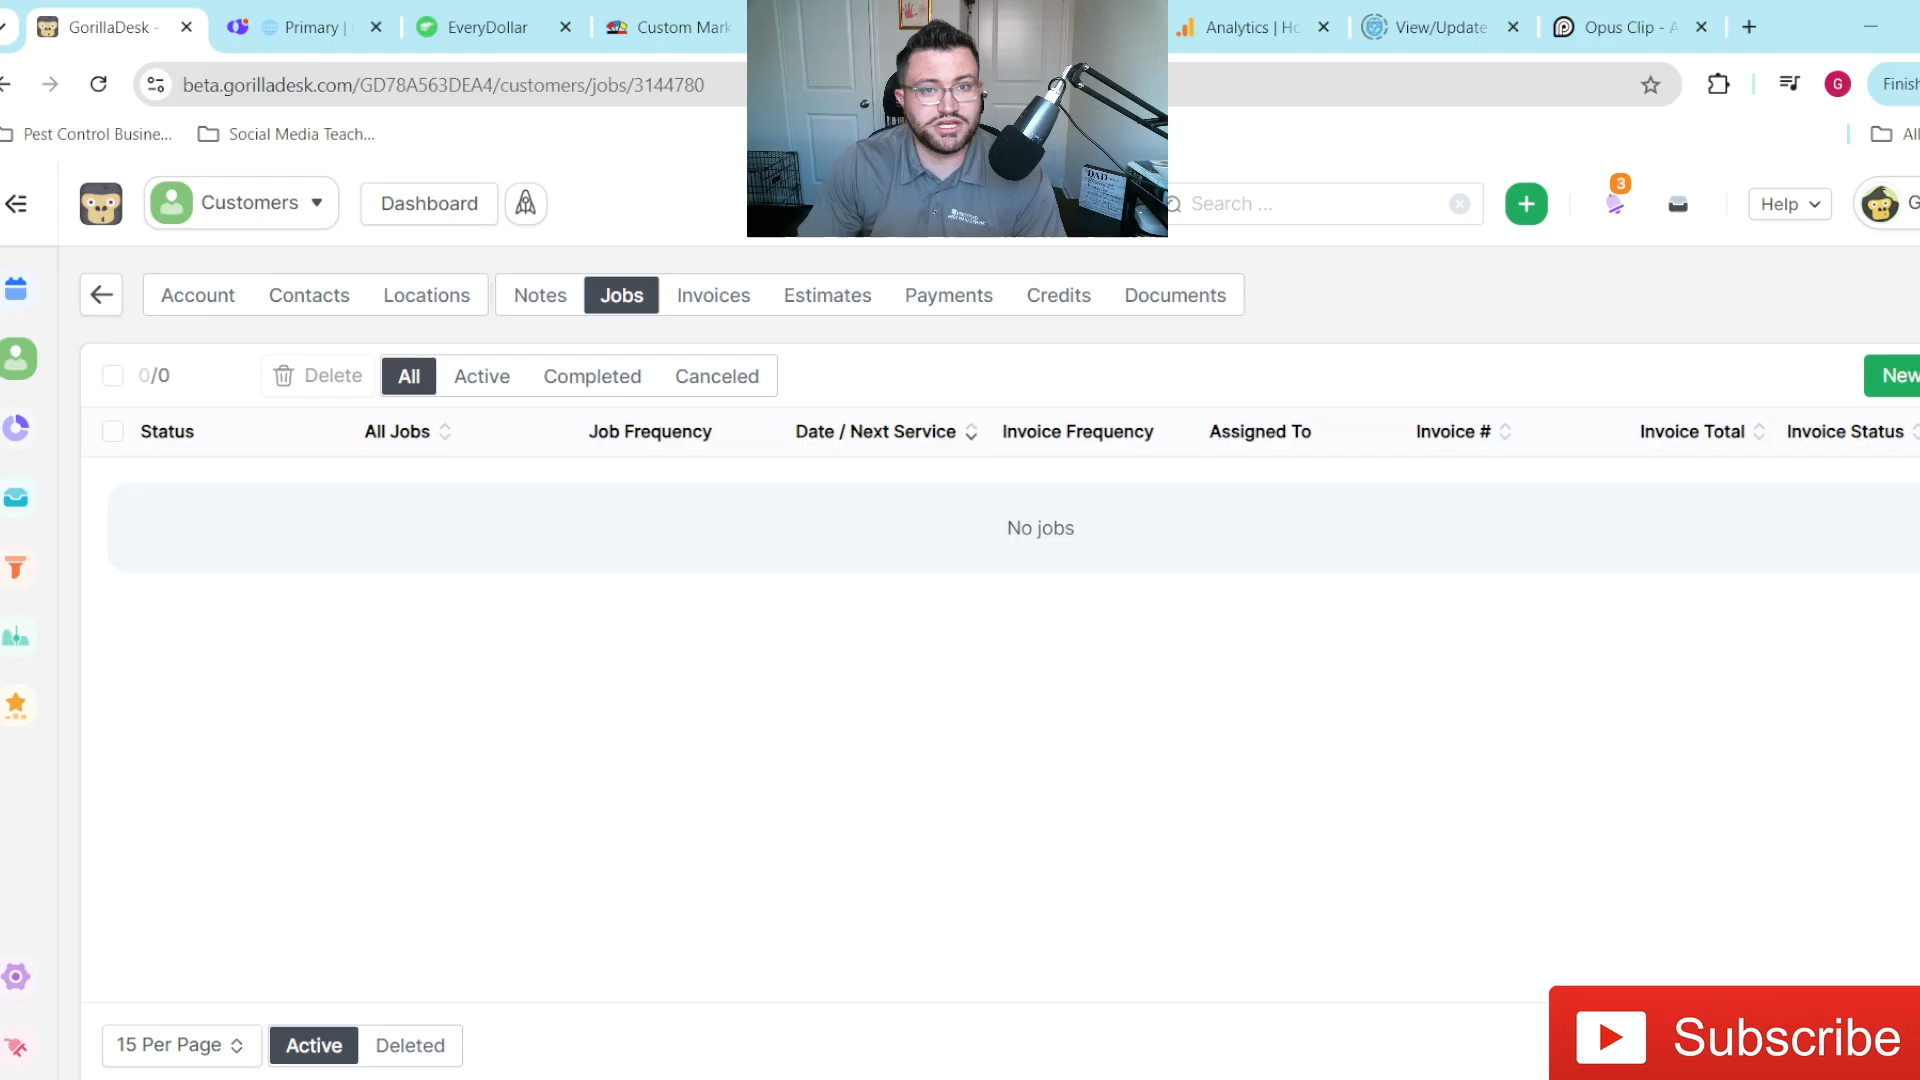 GorillaDesk -
Primary |
EveryDollar
Custom Mark
Analytics | Ho
View/Update
Opus Clip - A
beta.gorilladesk.com/GD78A563DEA4/customers/jobs/3144780
G
Finish
Pest Control Busine...
Social Media Teach...
All
Customers
Dashboard
Search ...
3
Help
G
Account
Contacts
Locations
Notes
Jobs
Invoices
Estimates
Payments
Credits
Documents
0/0
Delete
All
Active
Completed
Canceled
New
Status
All Jobs
Job Frequency
Date / Next Service
Invoice Frequency
Assigned To
Invoice #
Invoice Total
Invoice Status
No jobs
15 Per Page
Active
Deleted
Subscribe
DAD